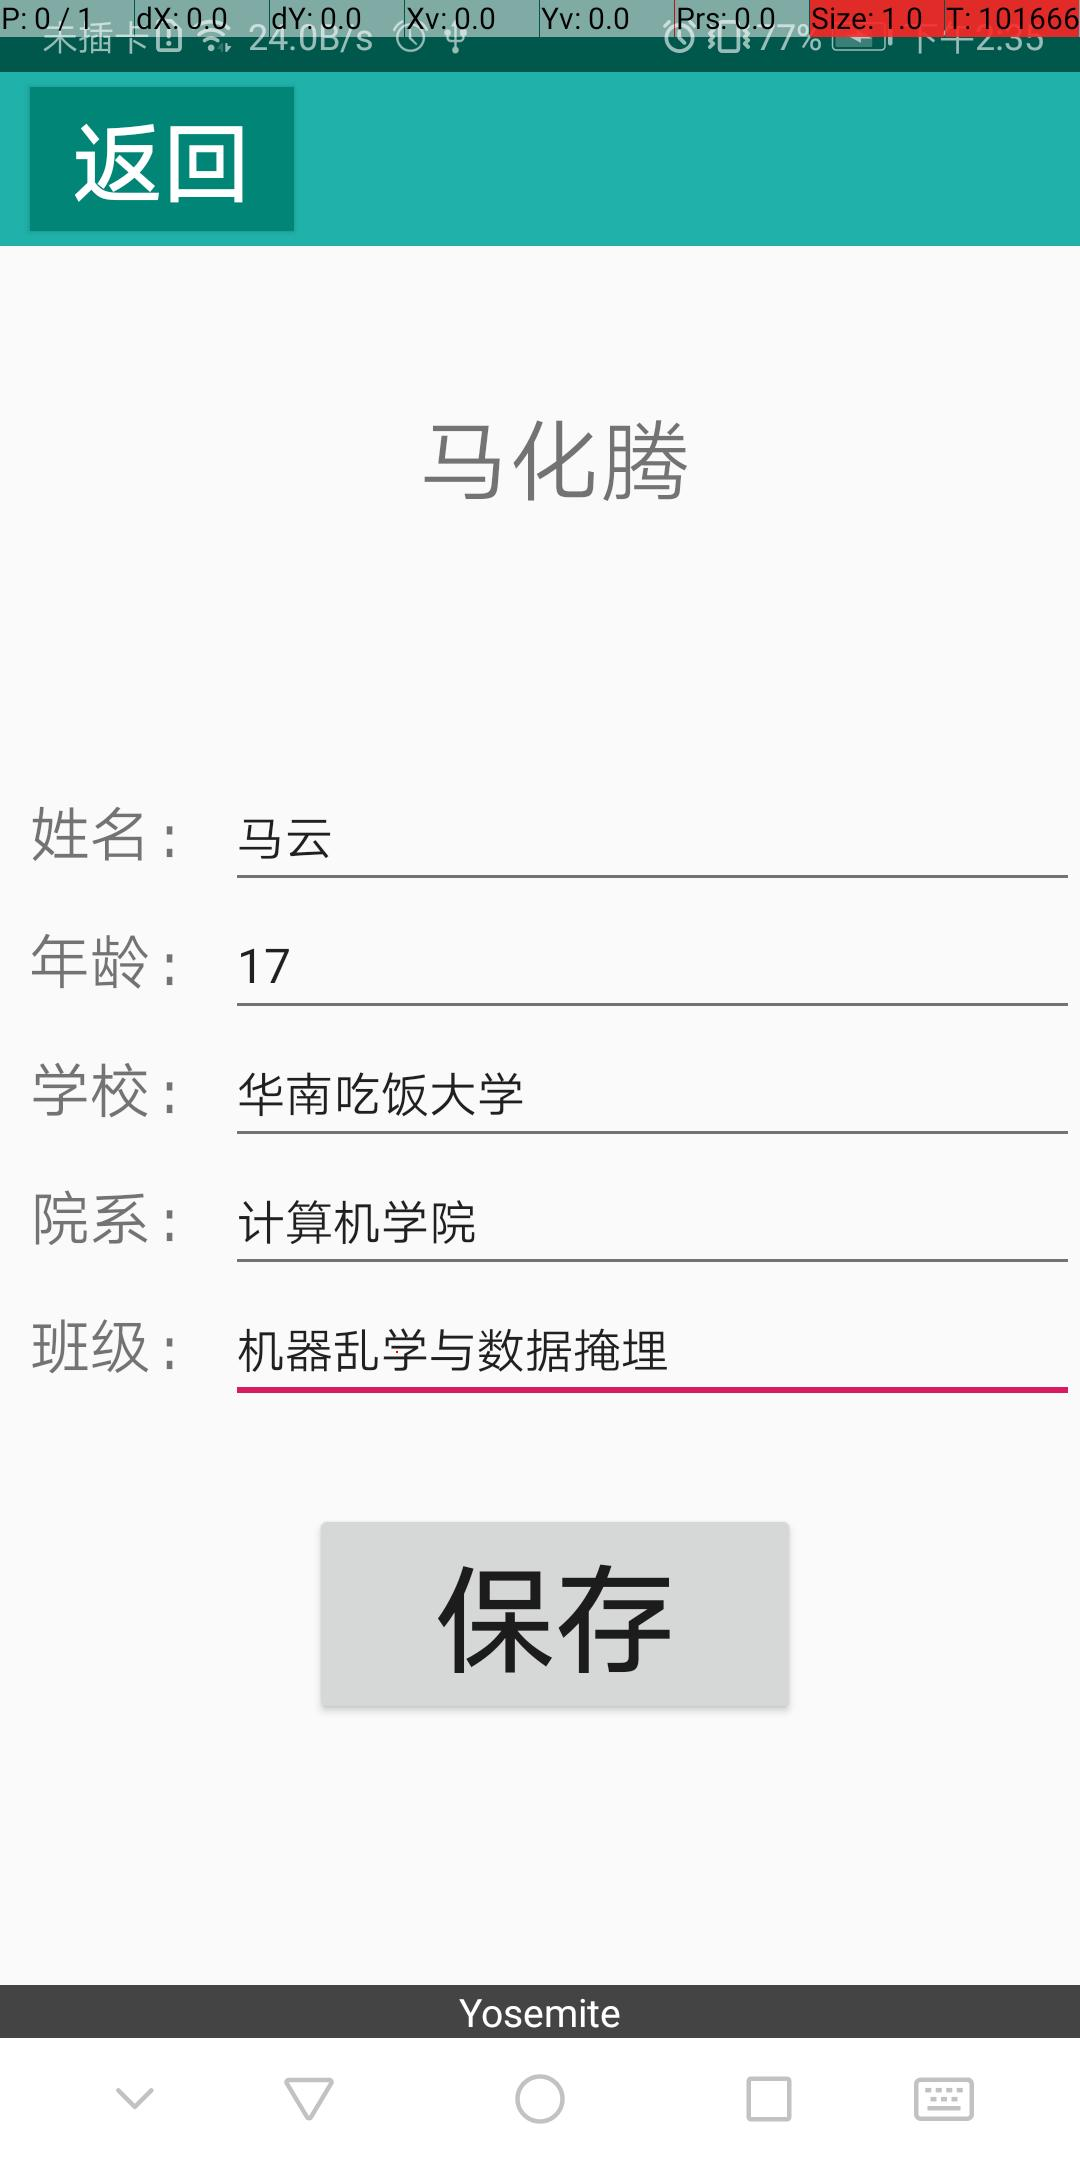 P: 0 / 1 dX: 0.0 dY: 0.0 Xv: 0.0 Yv: 0.0 Prs: 0.0 Size: 1.0 T: 101666
未插卡 24.0B/s 77% 下午2:35
返回
马化腾
姓名: 马云
年龄: 17
学校: 华南吃饭大学
院系: 计算机学院
班级: 机器乱学与数据掩埋
保存
Yosemite